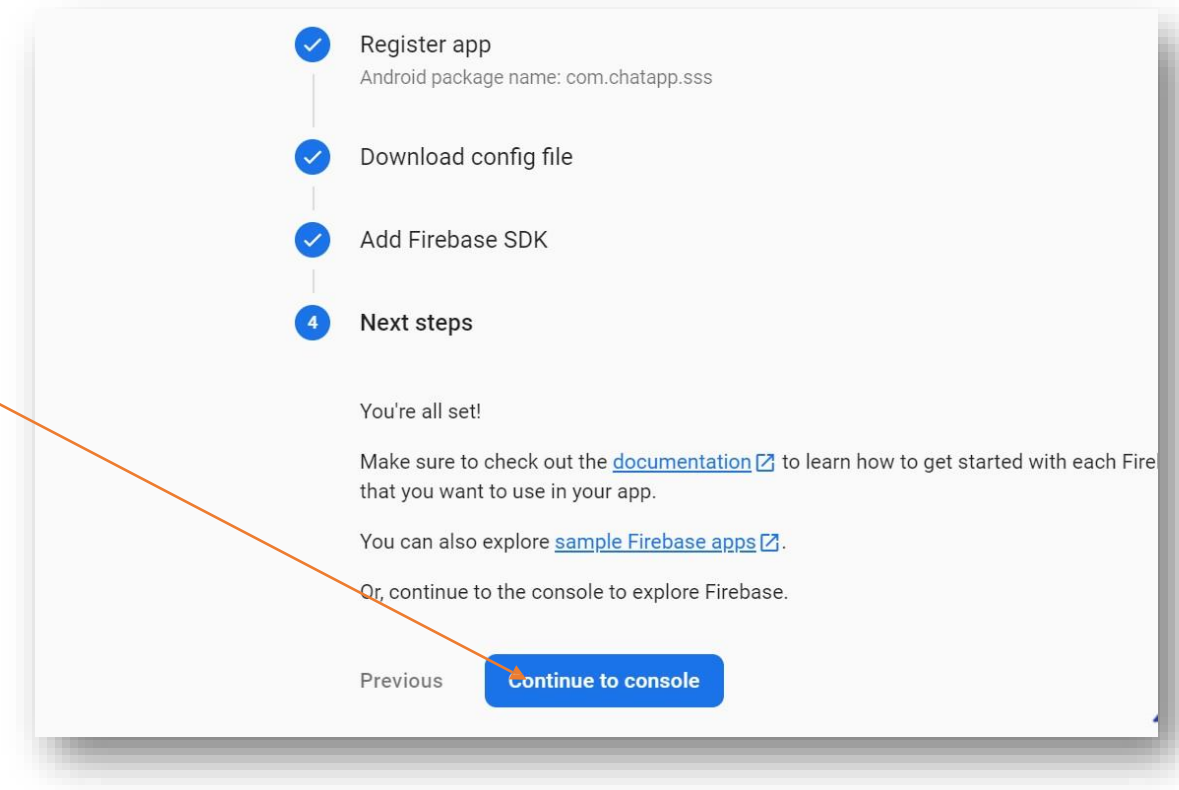 Register app
Android package name: com.chatapp.sss
Download config file
Add Firebase SDK
4 Next steps
You're all set!
Make sure to check out the documentation to learn how to get started with each Fire
that you want to use in your app.
You can also explore sample Firebase apps.
Or, continue to the console to explore Firebase.
Previous Continue to console